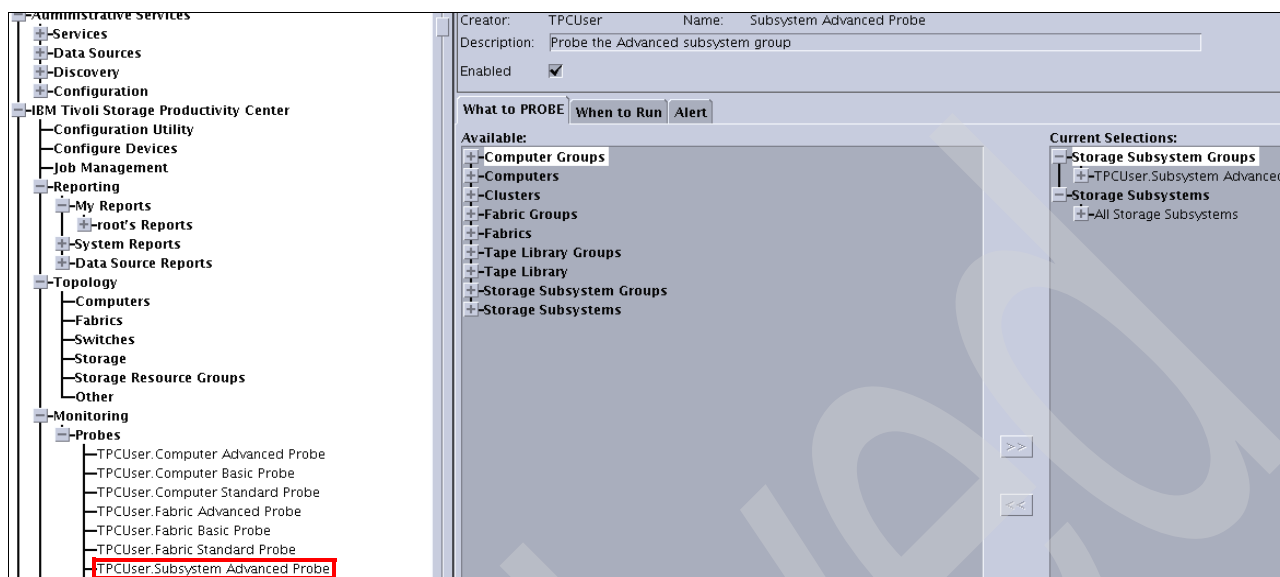 Administrative Services
Services
Data Sources
Discovery
Configuration
IBM Tivoli Storage Productivity Center
Configuration Utility
Configure Devices
Job Management
Reporting
My Reports
root's Reports
System Reports
Data Source Reports
Topology
Computers
Fabrics
Switches
Storage
Storage Resource Groups
Other
Monitoring
Probes
TPCUser.Computer Advanced Probe
TPCUser.Computer Basic Probe
TPCUser.Computer Standard Probe
TPCUser.Fabric Advanced Probe
TPCUser.Fabric Basic Probe
TPCUser.Fabric Standard Probe
TPCUser.Subsystem Advanced Probe
Creator: TPCUser Name: Subsystem Advanced Probe
Description: Probe the Advanced subsystem group
Enabled
What to PROBE When to Run Alert
Available:
Computer Groups
Computers
Clusters
Fabric Groups
Fabrics
Tape Library Groups
Tape Library
Storage Subsystem Groups
Storage Subsystems
>>
<<
Current Selections:
Storage Subsystem Groups
TPCUser.Subsystem Advanced
Storage Subsystems
All Storage Subsystems